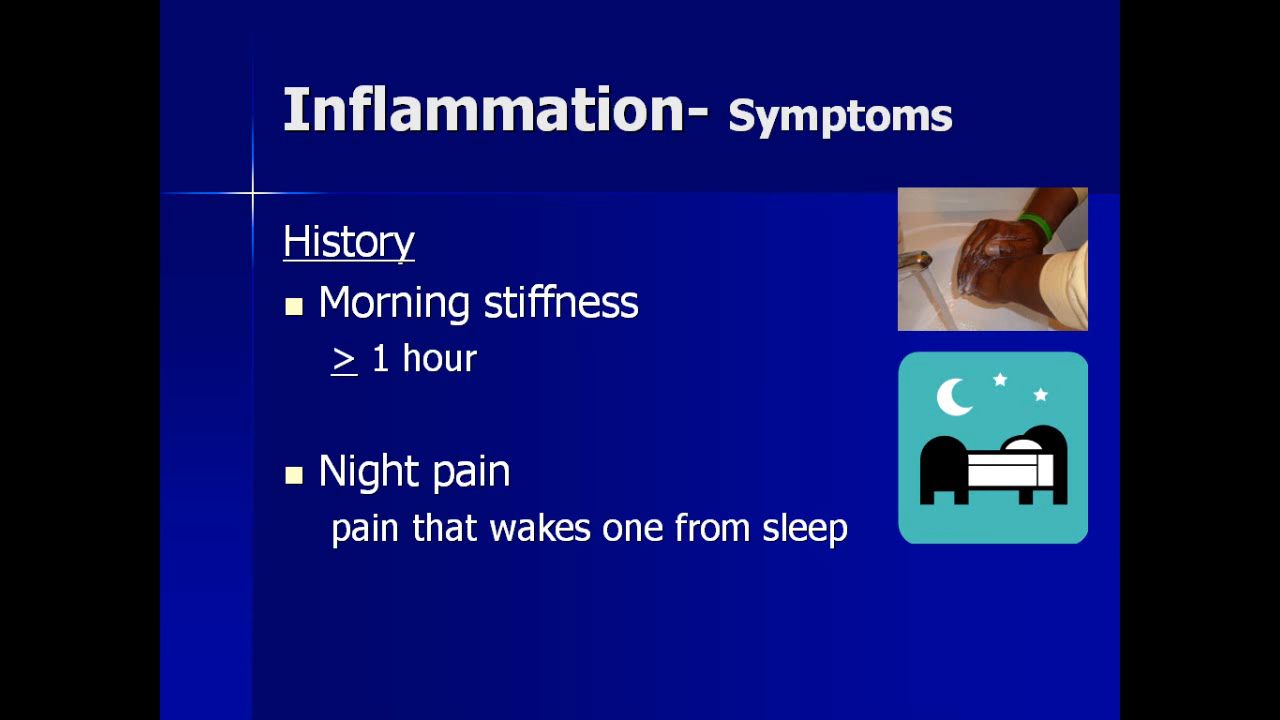 Inflammation- Symptoms
History
Morning stiffness
≥ 1 hour
Night pain
pain that wakes one from sleep